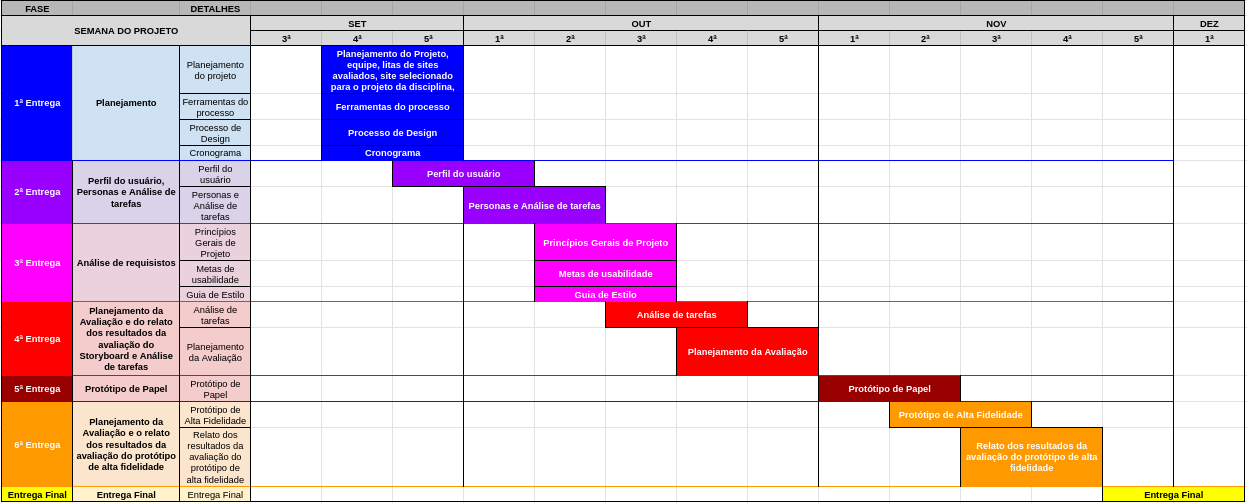 FASE DETALHES
SEMANA DO PROJETO
SET OUT NOV DEZ
3ª 4ª 5ª 1ª 2ª 3ª 4ª 5ª 1ª 2ª 3ª 4ª 5ª 1ª
1ª Entrega
Planejamento
Planejamento
do projeto
Planejamento do Projeto,
equipe, litas de sites
avaliados, site selecionado
para o projeto da disciplina,
Ferramentas do
processo
Ferramentas do processo
Processo de
Design
Processo de Design
Cronograma
Cronograma
2ª Entrega
Perfil do usuário,
Personas e Análise de
tarefas
Perfil do
usuário
Perfil do usuário
Personas e
Análise de
tarefas
Personas e Análise de tarefas
3ª Entrega
Análise de requisistos
Princípios
Gerais de
Projeto
Princípios Gerais de Projeto
Metas de
usabilidade
Metas de usabilidade
Guia de Estilo
Guia de Estilo
4ª Entrega
Planejamento da
Avaliação e do relato
dos resultados da
avaliação do
Storyboard e Análise
de tarefas
Análise de
tarefas
Análise de tarefas
Planejamento
da Avaliação
Planejamento da Avaliação
5ª Entrega
Protótipo de Papel
Protótipo de
Papel
Protótipo de Papel
6ª Entrega
Planejamento da
Avaliação e o relato
dos resultados da
avaliação do protótipo
de alta fidelidade
Protótipo de
Alta Fidelidade
Protótipo de Alta Fidelidade
Relato dos
resultados da
avaliação do
protótipo de
alta fidelidade
Relato dos resultados da
avaliação do protótipo de alta
fidelidade
Entrega Final
Entrega Final
Entrega Final
Entrega Final